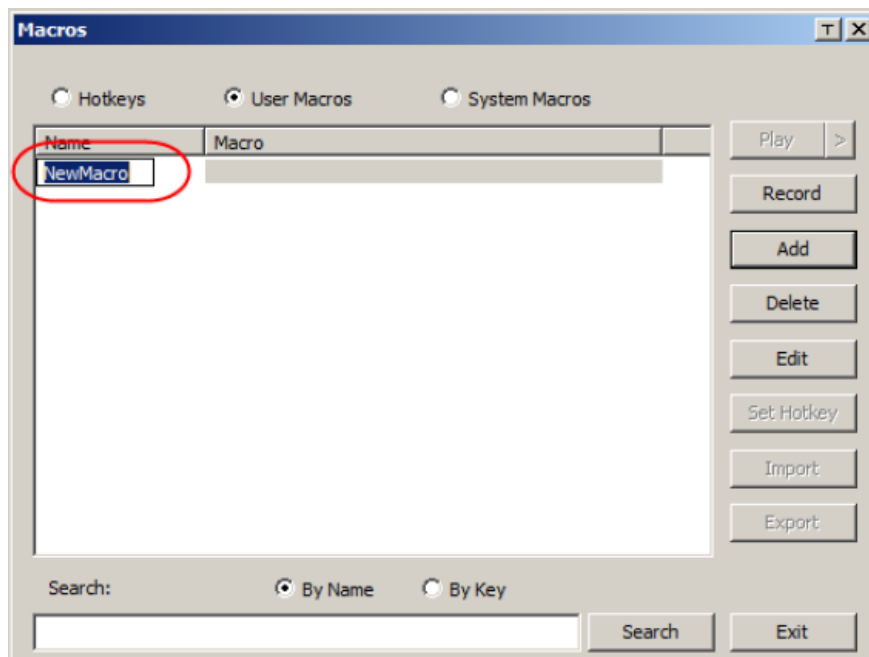 Macros
Hotkeys User Macros System Macros
Name Macro Play >
NewMacro
Record
Add
Delete
Edit
Set Hotkey
Import
Export
Search: By Name By Key
Search Exit